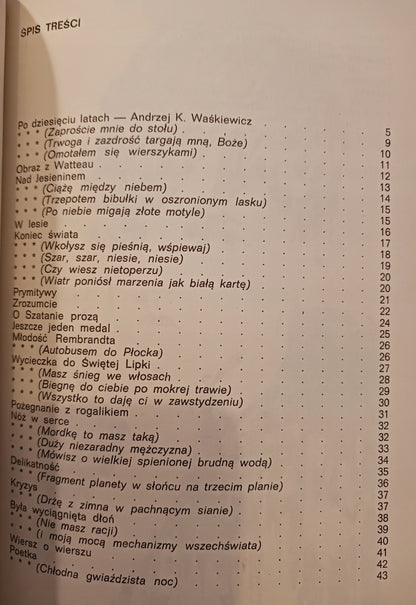 SPIS TREŚCI
Po dziesięciu latach — Andrzej K. Waśkiewicz 5
* * * (Zaproście mnie do stołu) 9
* * * (Trwoga i zazdrość targają mną, Boże) 10
* * * (Omotałem się wierszykami) 11
Obraz z Watteau 12
Nad Jesieninem 13
* * * (Ciążę między niebem) 14
* * * (Trzepotem bibułki w oszronionym lasku) 15
* * * (Po niebie migają złote motyle) 15
W lesie 16
Koniec świata 17
* * * (Wkołysz się pieśnią, wśpiewaj) 18
* * * (Szar, szar, niesie, niesie) 19
* * * (Czy wiesz nietoperzu) 20
* * * (Wiatr poniósł marzenia jak białą kartę) 20
Prymitywy 21
Zrozumcie 22
O Szatanie prozą 24
Jeszcze jeden medal 25
Młodość Rembrandta 26
* * * (Autobusem do Płocka) 26
Wycieczka do Świętej Lipki 27
* * * (Masz śnieg we włosach 28
* * * (Biegnę do ciebie po mokrej trawie) 29
* * * (Wszystko to daję ci w zawstydzeniu) 30
Pożegnanie z rogalikiem 31
Nóż w serce 32
* * * (Mordkę to masz taką) 32
* * * (Duży niezaradny mężczyzna) 33
* * * (Mówisz o wielkiej spienionej brudną wodą) 34
Delikatność 35
* * * (Fragment planety w słońcu na trzecim planie) 36
Kryzys 37
* * * (Drżę z zimna w pachnącym sianie) 37
Była wyciągnięta dłoń 38
* * * (Nie masz racji) 39
* * * (i moją mocą mechanizmy wszechświata) 40
Wiersz o wierszu 41
Poetka 42
* * * (Chłodna gwiaździsta noc) 43